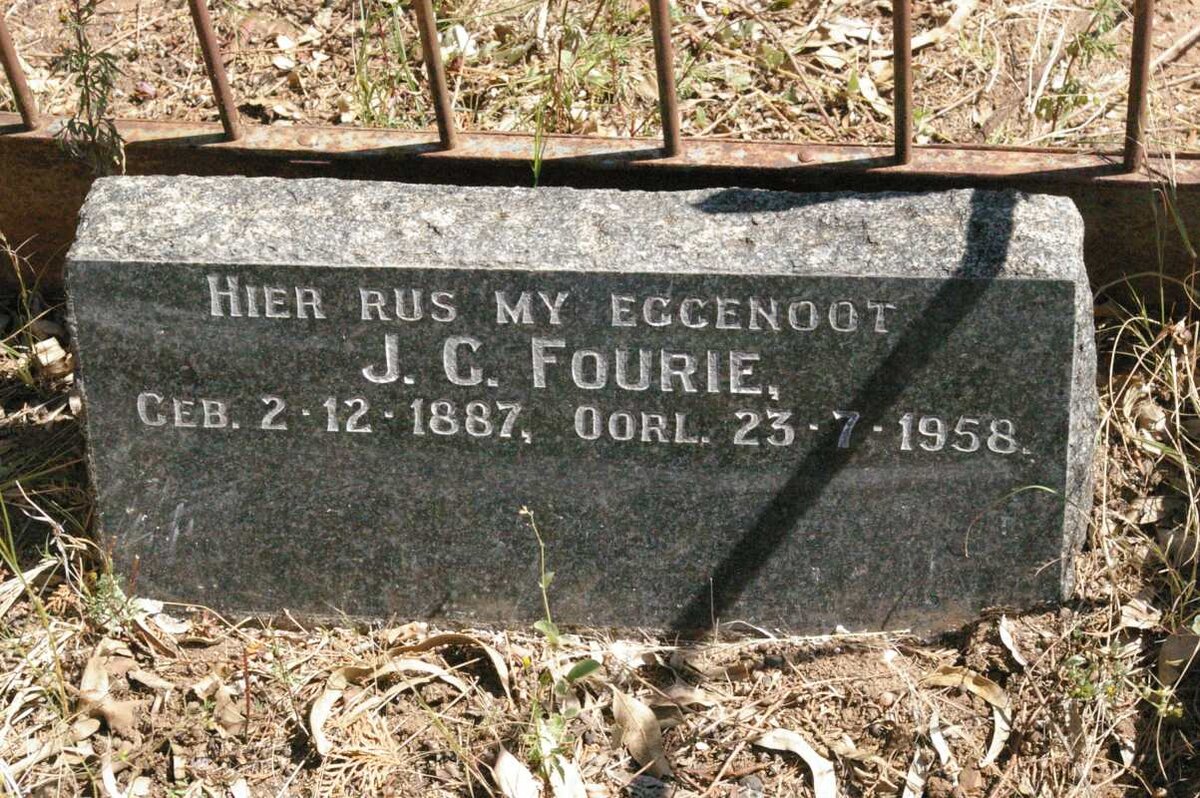 HIER RUS MY EGGENOOT
J. G. FOURIE,
GEB. 2-12-1887, OORL. 23-7-1958.